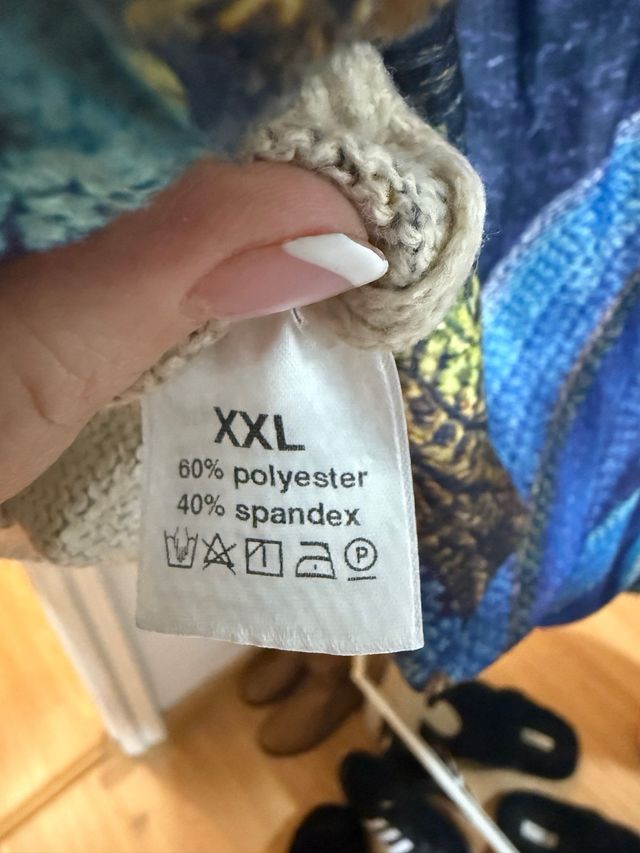 XXL
60% polyester
40% spandex
P